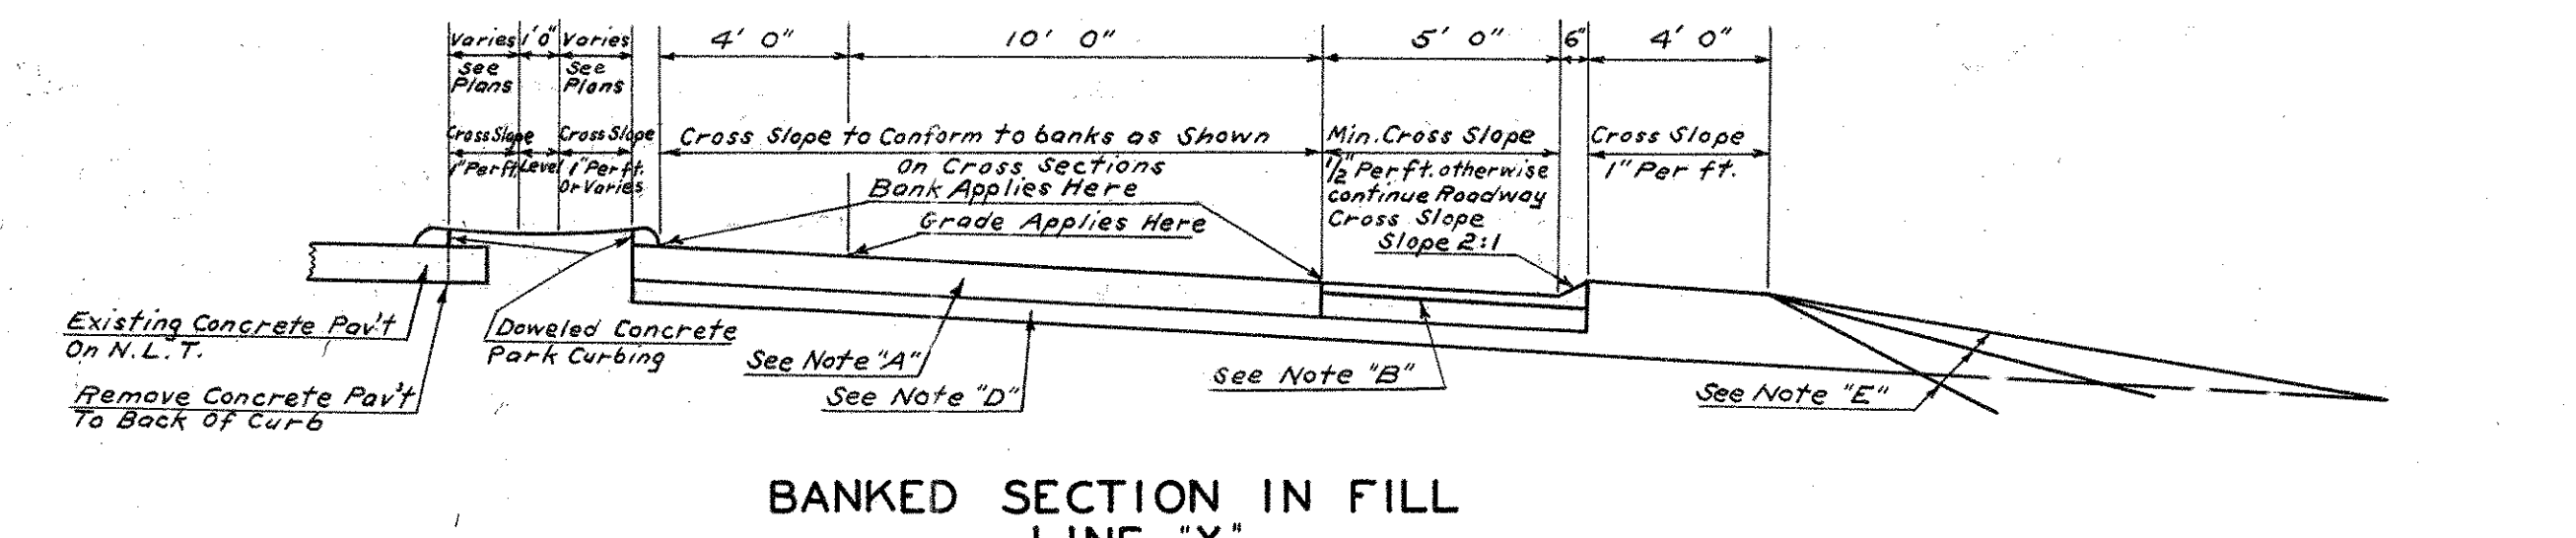 Varies 1'0" Varies 4' 0" 10' 0" 5' 0" 6" 4' 0"
See Plans
See Plans
Cross Slope
1" Per ft.
Level
Cross Slope
1" Per ft.
Or Varies
Cross Slope to Conform to banks as Shown
On Cross Sections
Min. Cross Slope
1/2" Per ft. otherwise
continue Roadway
Cross Slope
Cross Slope
1" Per ft.
Bank Applies Here
Grade Applies Here
Slope 2:1
Existing Concrete Pav't
On N.L.T.
Remove Concrete Pav't
To Back Of Curb
Doweled Concrete
Park Curbing
See Note "A"
See Note "D"
See Note "B"
See Note "E"
BANKED SECTION IN FILL
LINE "X"